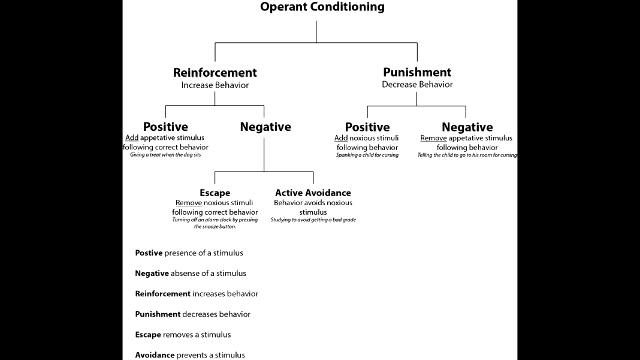 Operant Conditioning
Reinforcement
Increase Behavior
Punishment
Decrease Behavior
Positive
Add appetative stimulus
following correct behavior
Giving a treat when the dog sits
Negative
Positive
Add noxious stimuli
following behavior
Spanking a child for cursing
Negative
Remove appetative stimulus
following behavior
Telling the child to go to his room for cursing
Escape
Remove noxious stimuli
following correct behavior
Turning off an alarm clock by pressing
the snooze button.
Active Avoidance
Behavior avoids noxious
stimulus
Studying to avoid getting a bad grade
Postive presence of a stimulus
Negative absense of a stimulus
Reinforcement increases behavior
Punishment decreases behavior
Escape removes a stimulus
Avoidance prevents a stimulus